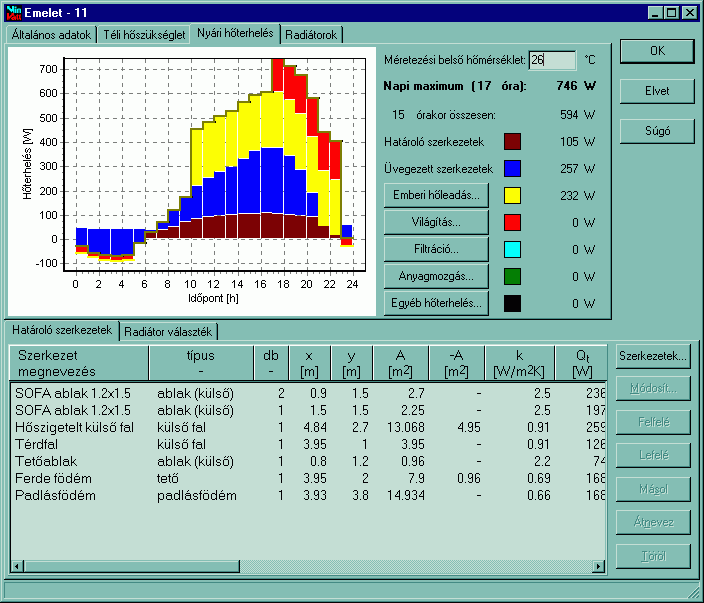 Win Watt Emelet - 11
Általános adatok Téli hőszükséglet Nyári hőterhelés Radiátorok
Hőterhelés [W]
700
600
500
400
300
200
100
0
-100
0 2 4 6 8 10 12 14 16 18 20 22 24
Időpont [h]
Méretezési belső hőmérséklet: 26 °C
Napi maximum (17 óra): 746 W
15 órakor összesen: 594 W
Határoló szerkezetek 105 W
Üvegezett szerkezetek 257 W
Emberi hőleadás... 232 W
Világítás... 0 W
Filtráció... 0 W
Anyagmozgás... 0 W
Egyéb hőterhelés... 0 W
OK
Elvet
Súgó
Határoló szerkezetek Radiátor választék
Szerkezet típus db x y A -A k Qt
megnevezés - - [m] [m] [m²] [m²] [W/m²K] [W]
SOFA ablak 1.2x1.5 ablak (külső) 2 0.9 1.5 2.7 - 2.5 236
SOFA ablak 1.2x1.5 ablak (külső) 1 1.5 1.5 2.25 - 2.5 197
Hőszigetelt külső fal külső fal 1 4.84 2.7 13.068 4.95 0.91 259
Térdfal külső fal 1 3.95 1 3.95 - 0.91 126
Tetőablak ablak (külső) 1 0.8 1.2 0.96 - 2.2 74
Ferde födém tető 1 3.95 2 7.9 0.96 0.69 168
Padlásfödém padlásfödém 1 3.93 3.8 14.934 - 0.66 168
Szerkezetek...
Módosít...
Felfelé
Lefelé
Másol
Átnevez
Töröl